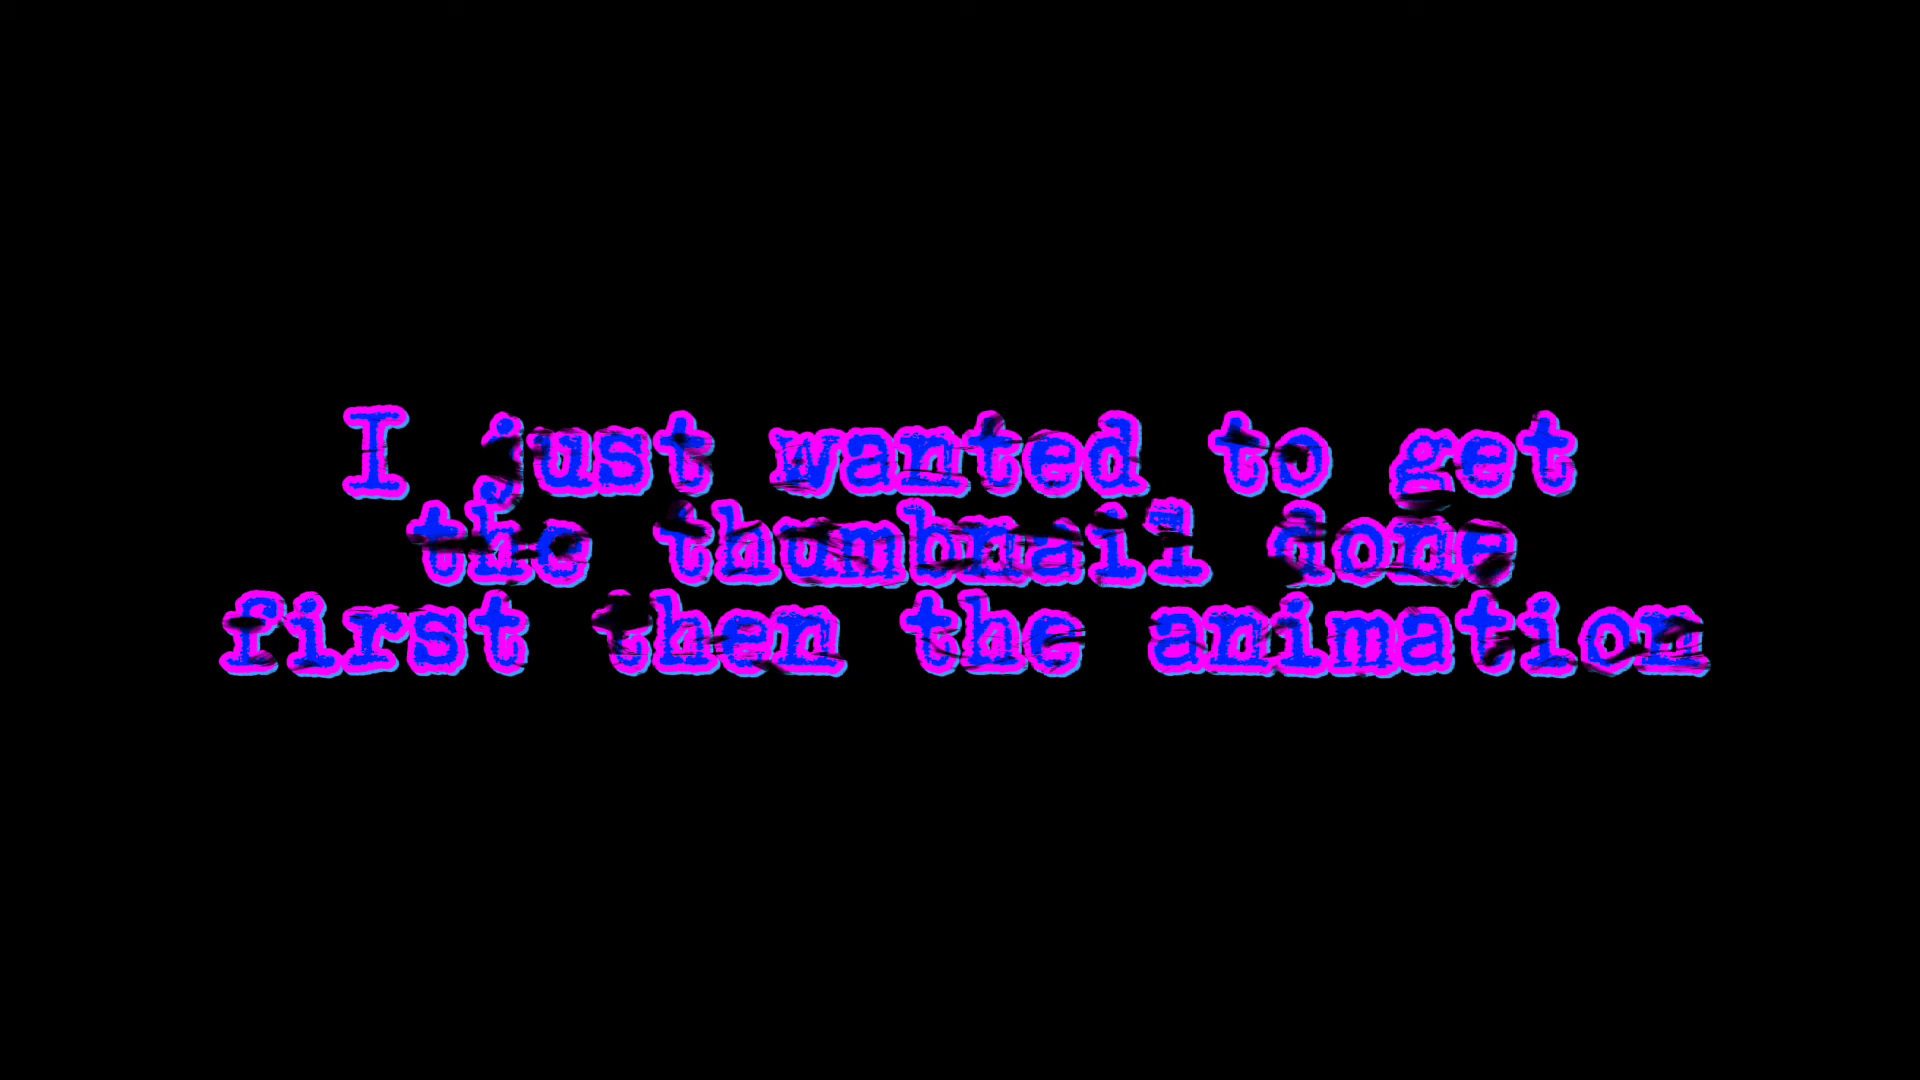 I just wanted to get
the thumbnail done
first then the animation